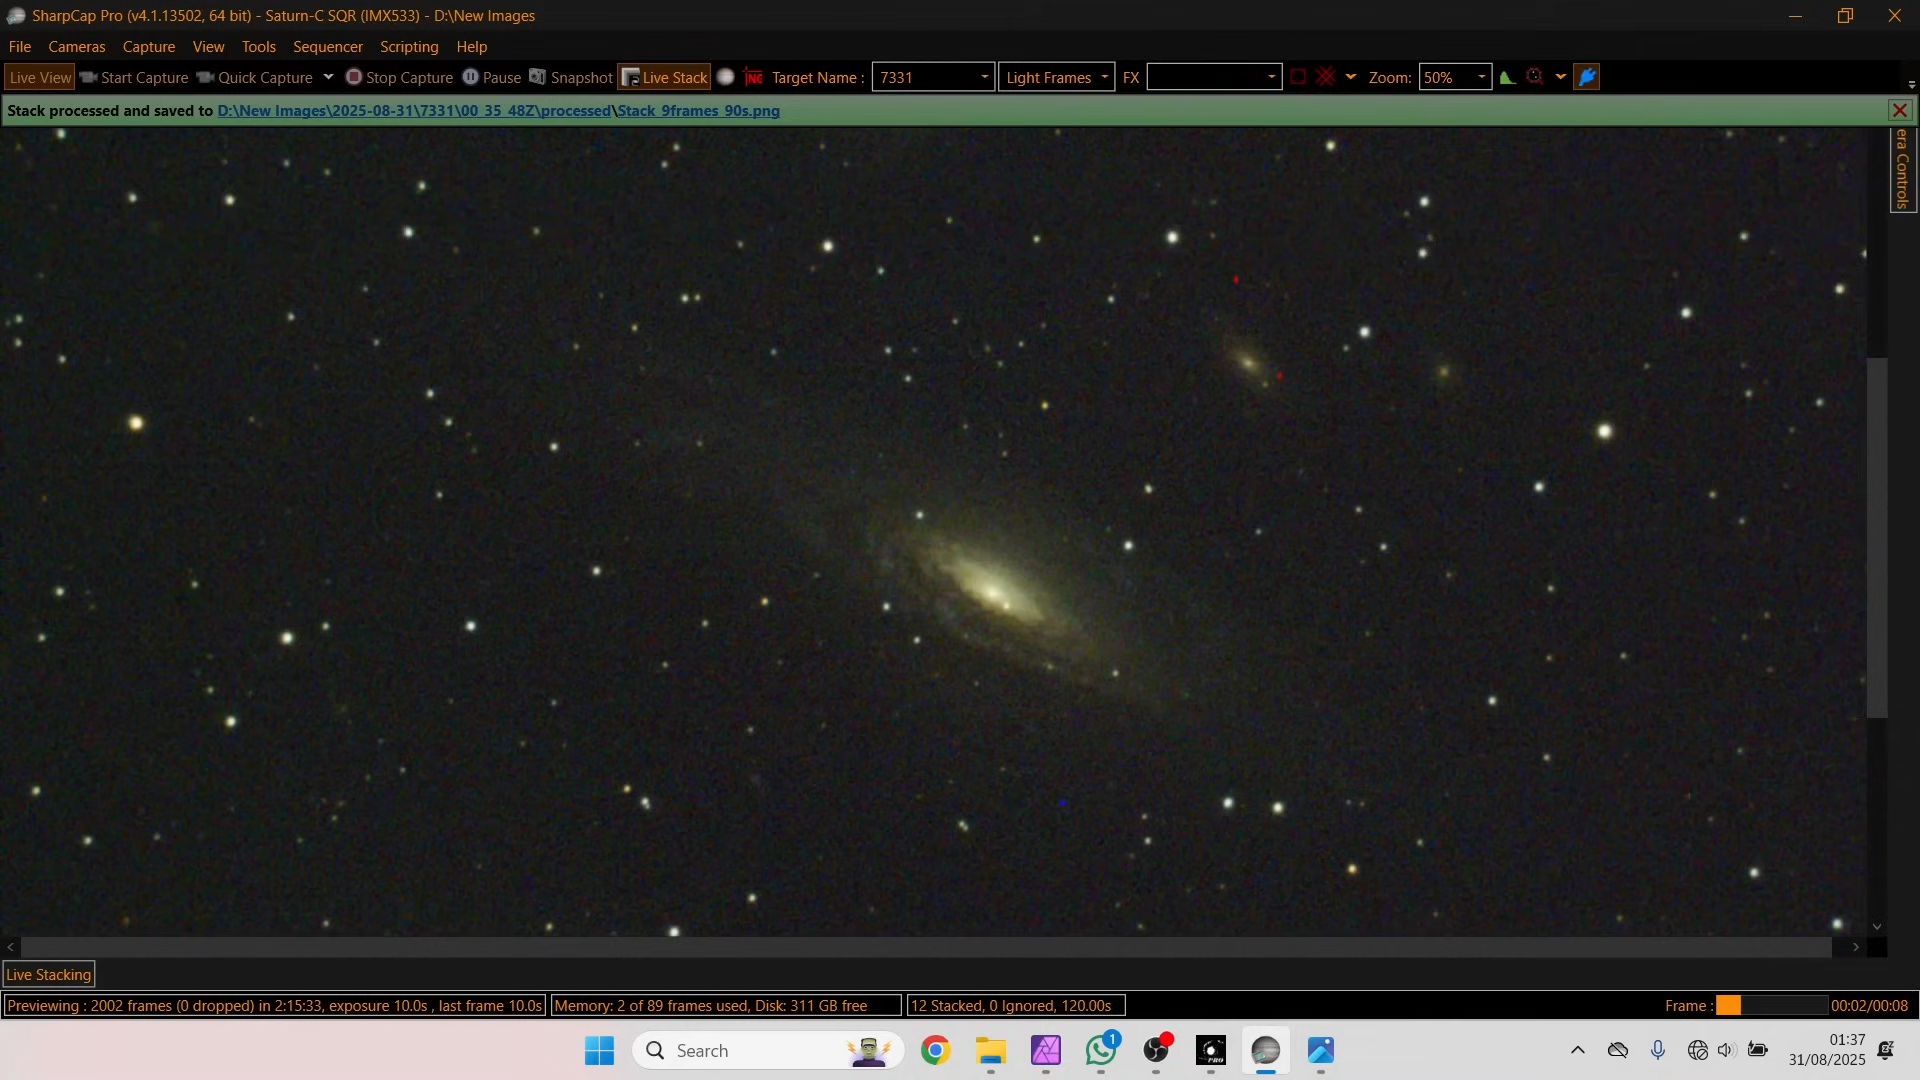 SharpCap Pro (v4.1.13502, 64 bit) - Saturn-C SQR (IMX533) - D:\New Images
File Cameras Capture View Tools Sequencer Scripting Help
Live View Start Capture Quick Capture Stop Capture Pause Snapshot Live Stack Target Name : 7331 Light Frames FX Zoom: 50%
Stack processed and saved to D:\New Images\2025-08-31\7331\00_35_48Z\processed\Stack_9frames_90s.png
era Controls
Live Stacking
Previewing : 2002 frames (0 dropped) in 2:15:33, exposure 10.0s , last frame 10.0s Memory: 2 of 89 frames used, Disk: 311 GB free 12 Stacked, 0 Ignored, 120.00s Frame : 00:02/00:08
Search 1 PRO 01:37
31/08/2025